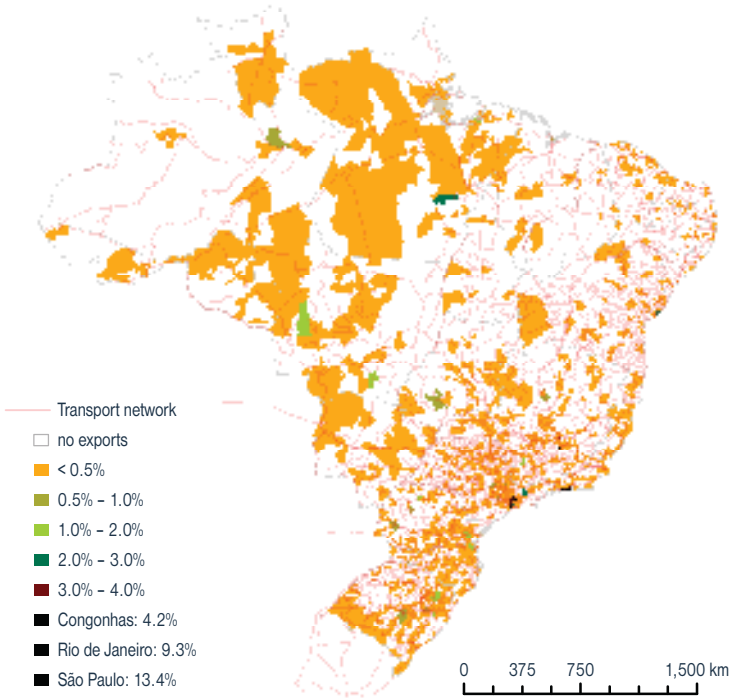 Transport network
no exports
< 0.5%
0.5% – 1.0%
1.0% – 2.0%
2.0% – 3.0%
3.0% – 4.0%
Congonhas: 4.2%
Rio de Janeiro: 9.3%
São Paulo: 13.4%
0 375 750 1,500 km